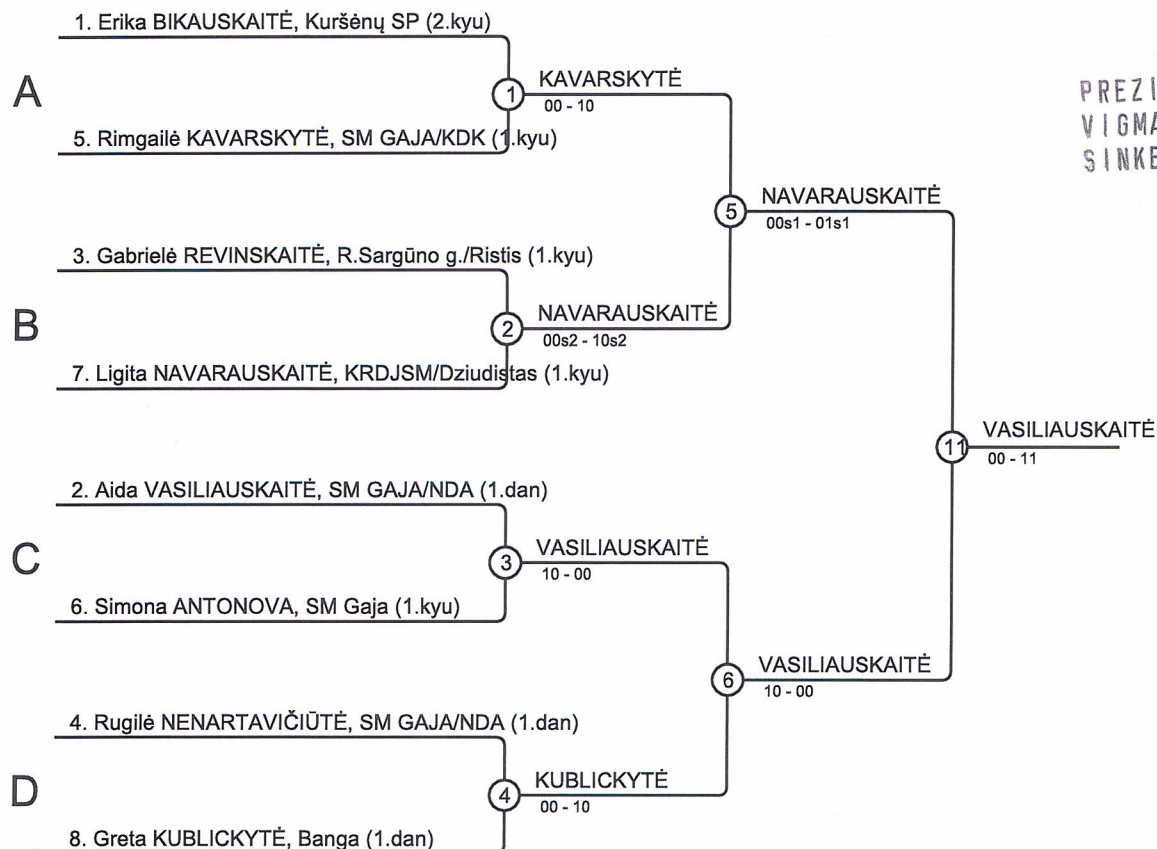 1. Erika BIKAUSKAITĖ, Kuršėnų SP (2.kyu)
A
1
KAVARSKYTĖ
00 - 10
5. Rimgailė KAVARSKYTĖ, SM GAJA/KDK (1.kyu)
5
NAVARAUSKAITĖ
00s1 - 01s1
3. Gabrielė REVINSKAITĖ, R.Sargūno g./Ristis (1.kyu)
B
2
NAVARAUSKAITĖ
00s2 - 10s2
7. Ligita NAVARAUSKAITĖ, KRDJSM/Dziudistas (1.kyu)
11
VASILIAUSKAITĖ
00 - 11
2. Aida VASILIAUSKAITĖ, SM GAJA/NDA (1.dan)
C
3
VASILIAUSKAITĖ
10 - 00
6. Simona ANTONOVA, SM Gaja (1.kyu)
6
VASILIAUSKAITĖ
10 - 00
4. Rugilė NENARTAVIČIŪTĖ, SM GAJA/NDA (1.dan)
D
4
KUBLICKYTĖ
00 - 10
8. Greta KUBLICKYTĖ, Banga (1.dan)
PREZI
VIGMA
SINKE